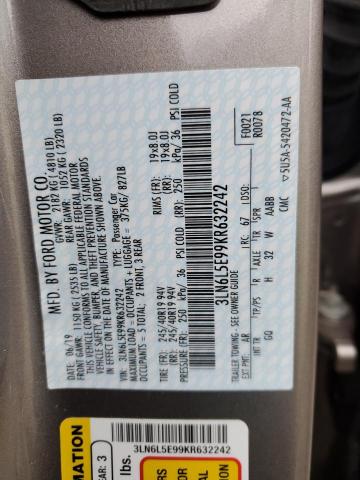 MFD. BY FORD MOTOR CO.
GVWR: 2182 KG (4810 LB)
06/19
FRONT GAWR: 1150 KG (2535 LB)
REAR GAWR: 1052 KG (2320 LB)
THIS VEHICLE CONFORMS TO ALL APPLICABLE FEDERAL MOTOR
VEHICLE SAFETY, BUMPER, AND THEFT PREVENTION STANDARDS
IN EFFECT ON THE DATE OF MANUFACTURE SHOWN ABOVE.
VIN: 3LN6L5E99KR632242
TYPE: Passenger Car
MAXIMUM LOAD = OCCUPANTS + LUGGAGE = 375KG/ 827LB
OCCUPANTS = 5 TOTAL: 2 FRONT, 3 REAR
TIRE (FR): 245/40R19 94V
RIMS (FR): 19x8.0J
TIRE (RR): 245/40R19 94V
(RR): 19x8.0J
PRESSURE (FR): 250 kPa/ 36 PSI COLD
(RR): 250 kPa/ 36 PSI COLD
TRAILER TOWING - SEE OWNER GUIDE
3LN6L5E99KR632242
F0021
R0078
EXT PNT: AR
RC: 67
DSO:
INT TR
TP/PS
R
AXLE
TR
SPR
H
32
W
AABB
CMC
5U5A-5420472-AA
3LN6L5E99KR632242
MATION
EAR: 3
lbs.